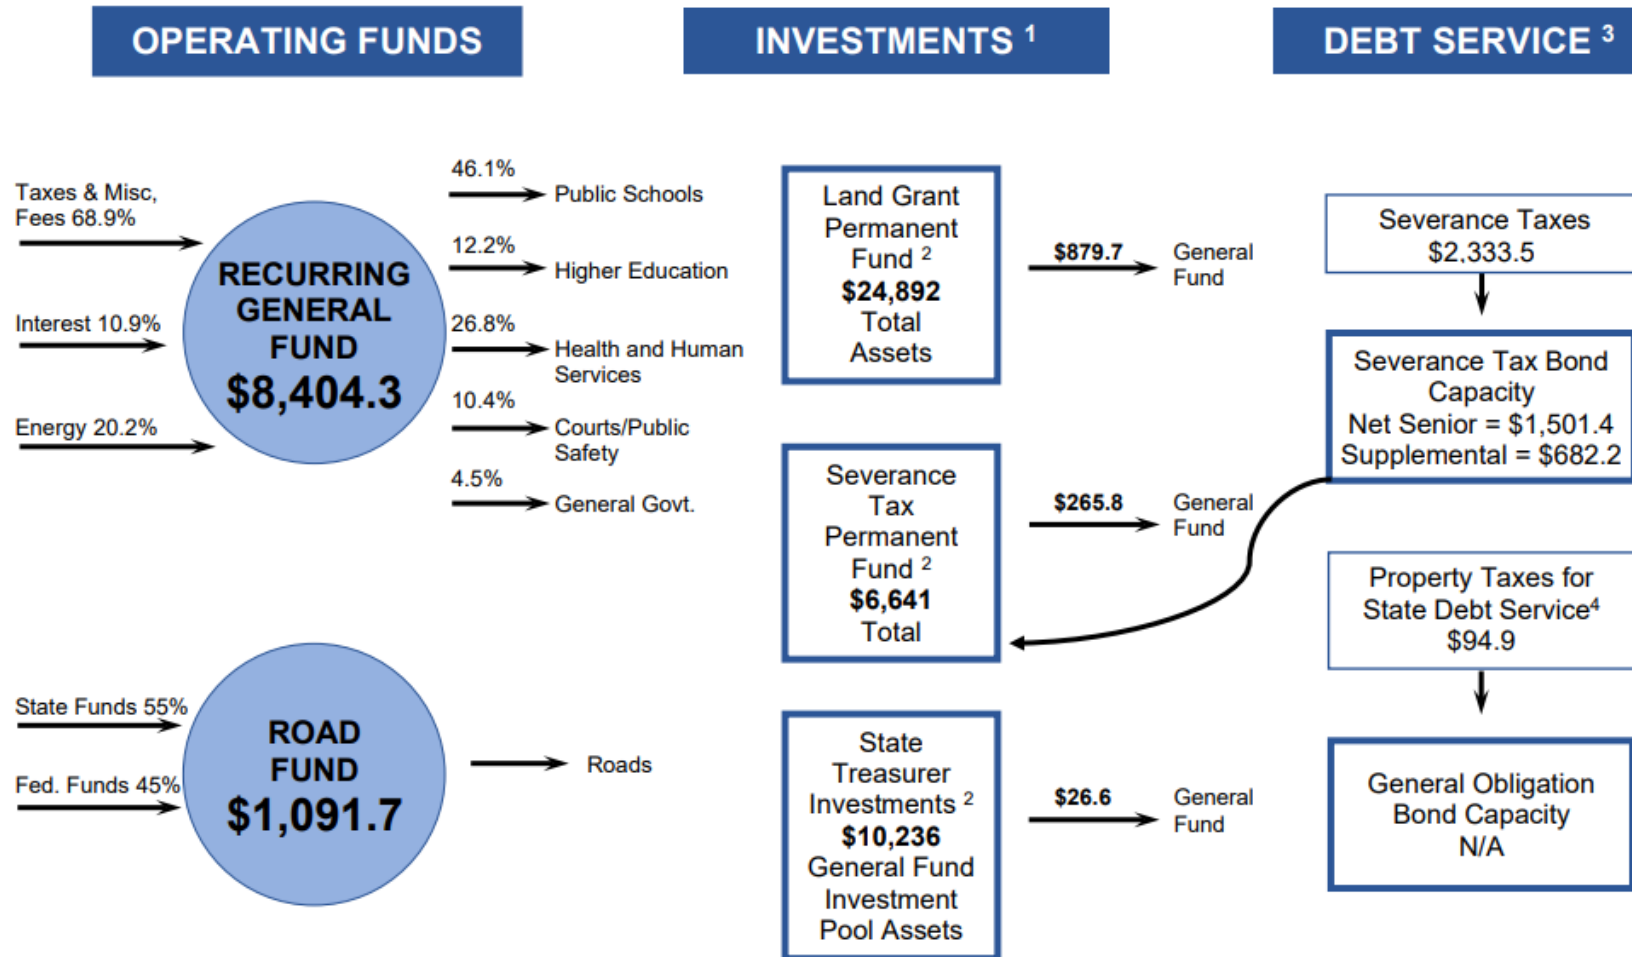 OPERATING FUNDS
INVESTMENTS 1
DEBT SERVICE 3
Taxes & Misc,
Fees 68.9%
Interest 10.9%
Energy 20.2%
RECURRING
GENERAL
FUND
$8,404.3
46.1%
Public Schools
12.2%
Higher Education
26.8%
Health and Human
Services
10.4%
Courts/Public
Safety
4.5%
General Govt.
State Funds 55%
Fed. Funds 45%
ROAD
FUND
$1,091.7
Roads
Land Grant
Permanent
Fund 2
$24,892
Total
Assets
$879.7
General
Fund
Severance
Tax
Permanent
Fund 2
$6,641
Total
$265.8
General
Fund
State
Treasurer
Investments 2
$10,236
General Fund
Investment
Pool Assets
$26.6
General
Fund
Severance Taxes
$2,333.5
Severance Tax Bond
Capacity
Net Senior = $1,501.4
Supplemental = $682.2
Property Taxes for
State Debt Service4
$94.9
General Obligation
Bond Capacity
N/A